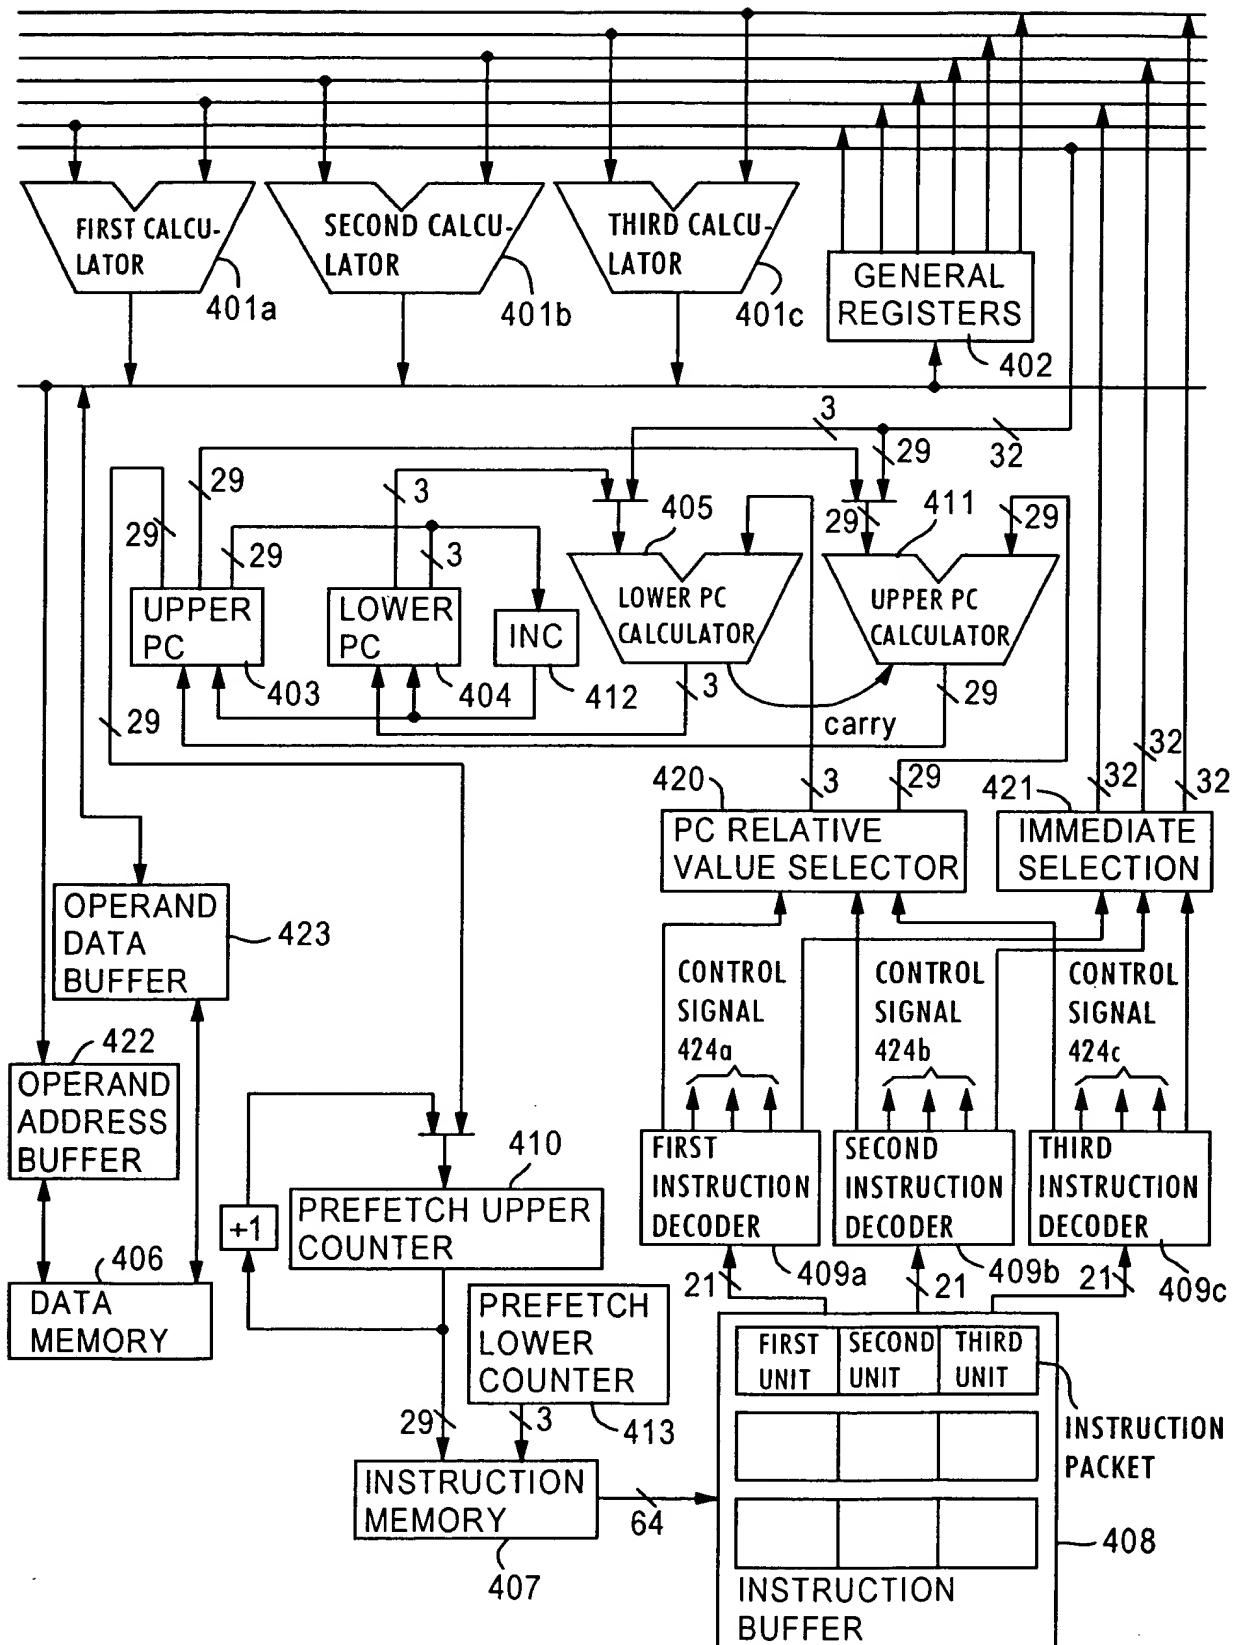 FIRST CALCU-
LATOR
401a
SECOND CALCU-
LATOR
401b
THIRD CALCU-
LATOR
401c
GENERAL
REGISTERS
402
3
32
29
29
3
29
29
3
29
29
405
411
UPPER
PC
403
LOWER
PC
404
INC
412
LOWER PC
CALCULATOR
UPPER PC
CALCULATOR
3
29
carry
29
420
3
29
421
32
32
32
PC RELATIVE
VALUE SELECTOR
IMMEDIATE
SELECTION
OPERAND
DATA
BUFFER
423
CONTROL
SIGNAL
424a
CONTROL
SIGNAL
424b
CONTROL
SIGNAL
424c
422
OPERAND
ADDRESS
BUFFER
410
PREFETCH UPPER
COUNTER
+1
FIRST
INSTRUCTION
DECODER
409a
SECOND
INSTRUCTION
DECODER
409b
THIRD
INSTRUCTION
DECODER
409c
406
DATA
MEMORY
21
21
21
PREFETCH
LOWER
COUNTER
413
FIRST
UNIT
SECOND
UNIT
THIRD
UNIT
INSTRUCTION
PACKET
29
3
INSTRUCTION
MEMORY
407
64
408
INSTRUCTION
BUFFER